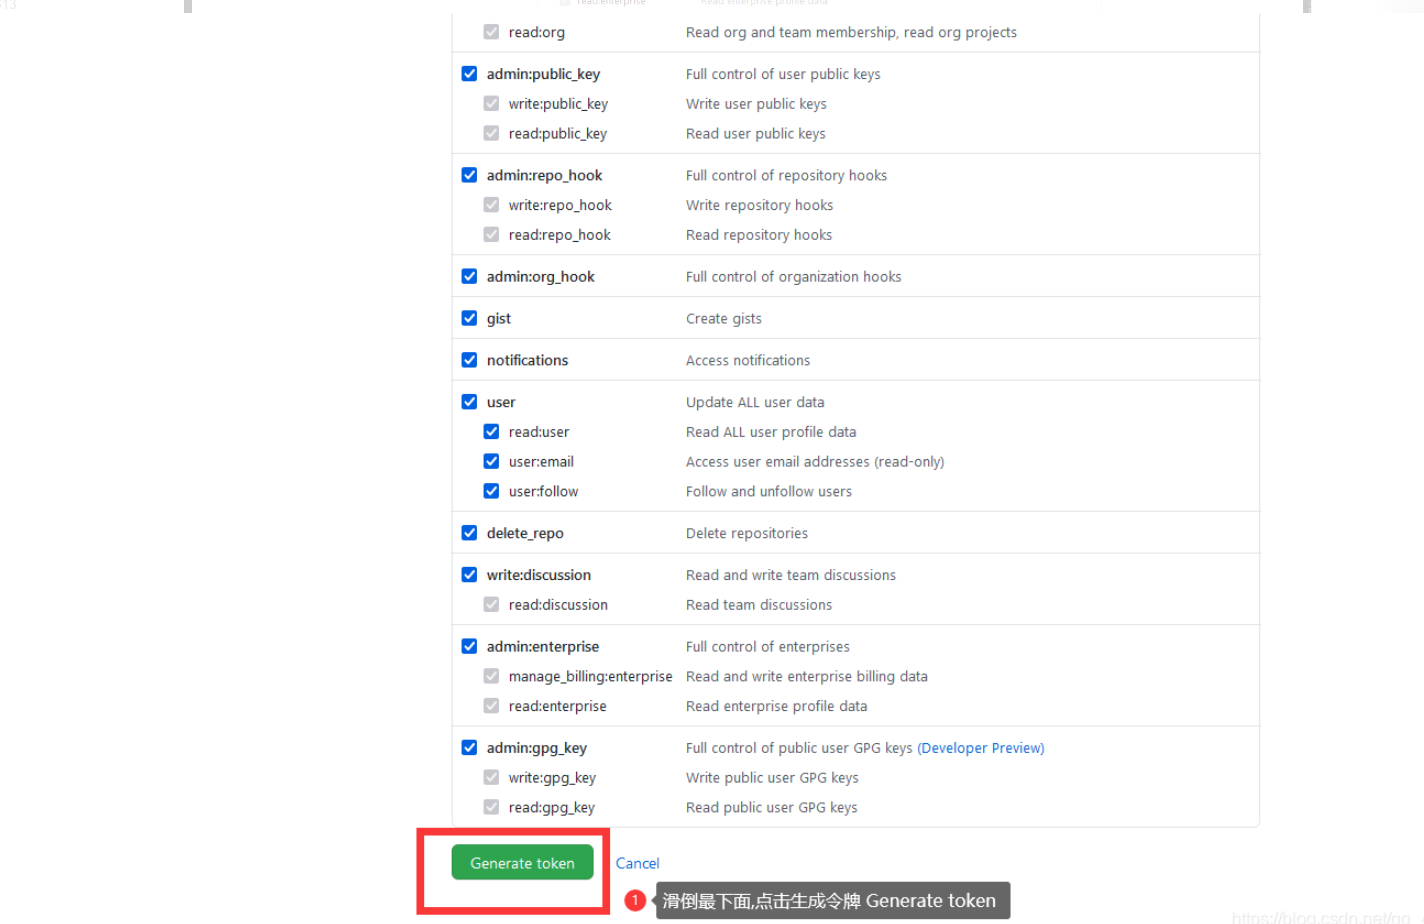 read:enterprise Read enterprise profile data
read:org Read org and team membership, read org projects
admin:public_key Full control of user public keys
write:public_key Write user public keys
read:public_key Read user public keys
admin:repo_hook Full control of repository hooks
write:repo_hook Write repository hooks
read:repo_hook Read repository hooks
admin:org_hook Full control of organization hooks
gist Create gists
notifications Access notifications
user Update ALL user data
read:user Read ALL user profile data
user:email Access user email addresses (read-only)
user:follow Follow and unfollow users
delete_repo Delete repositories
write:discussion Read and write team discussions
read:discussion Read team discussions
admin:enterprise Full control of enterprises
manage_billing:enterprise Read and write enterprise billing data
read:enterprise Read enterprise profile data
admin:gpg_key Full control of public user GPG keys (Developer Preview)
write:gpg_key Write public user GPG keys
read:gpg_key Read public user GPG keys
Generate token Cancel
1 滑倒最下面,点击生成令牌 Generate token